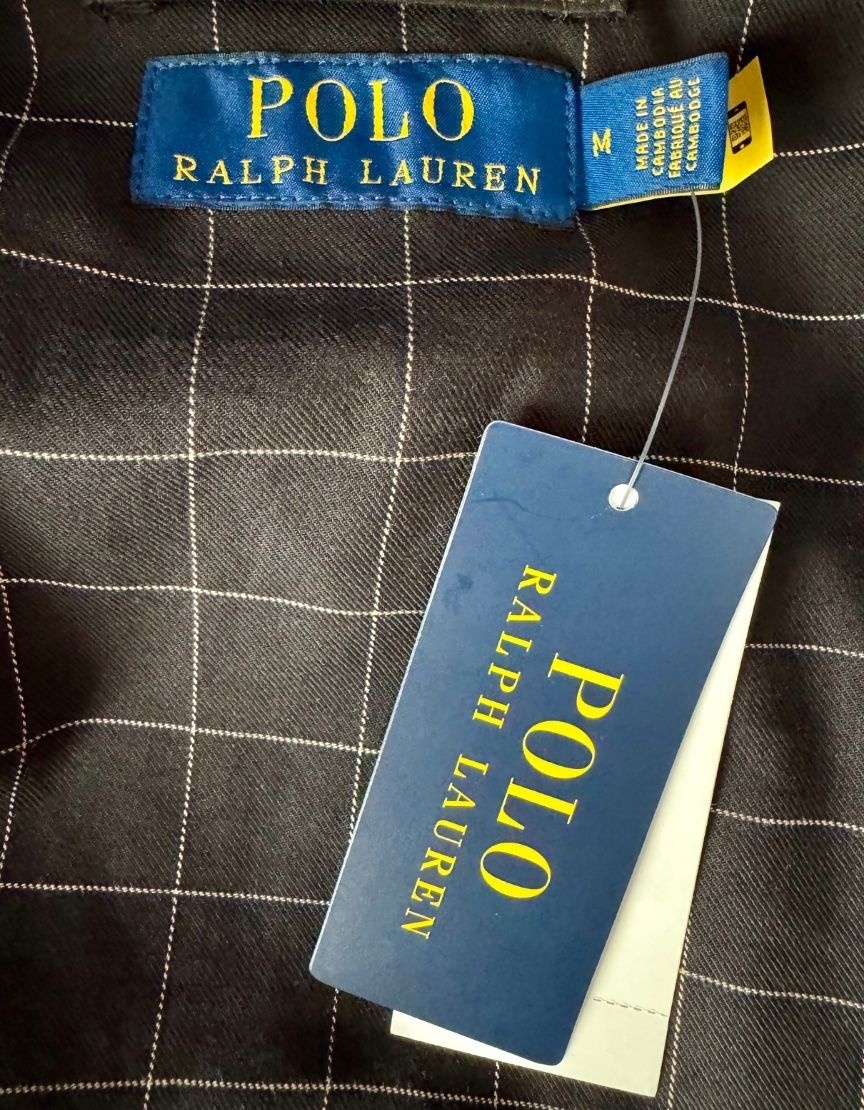 POLO
RALPH LAUREN
M
MADE IN
CAMBODIA
FABRIQUÉ AU
CAMBODGE
POLO
RALPH LAUREN